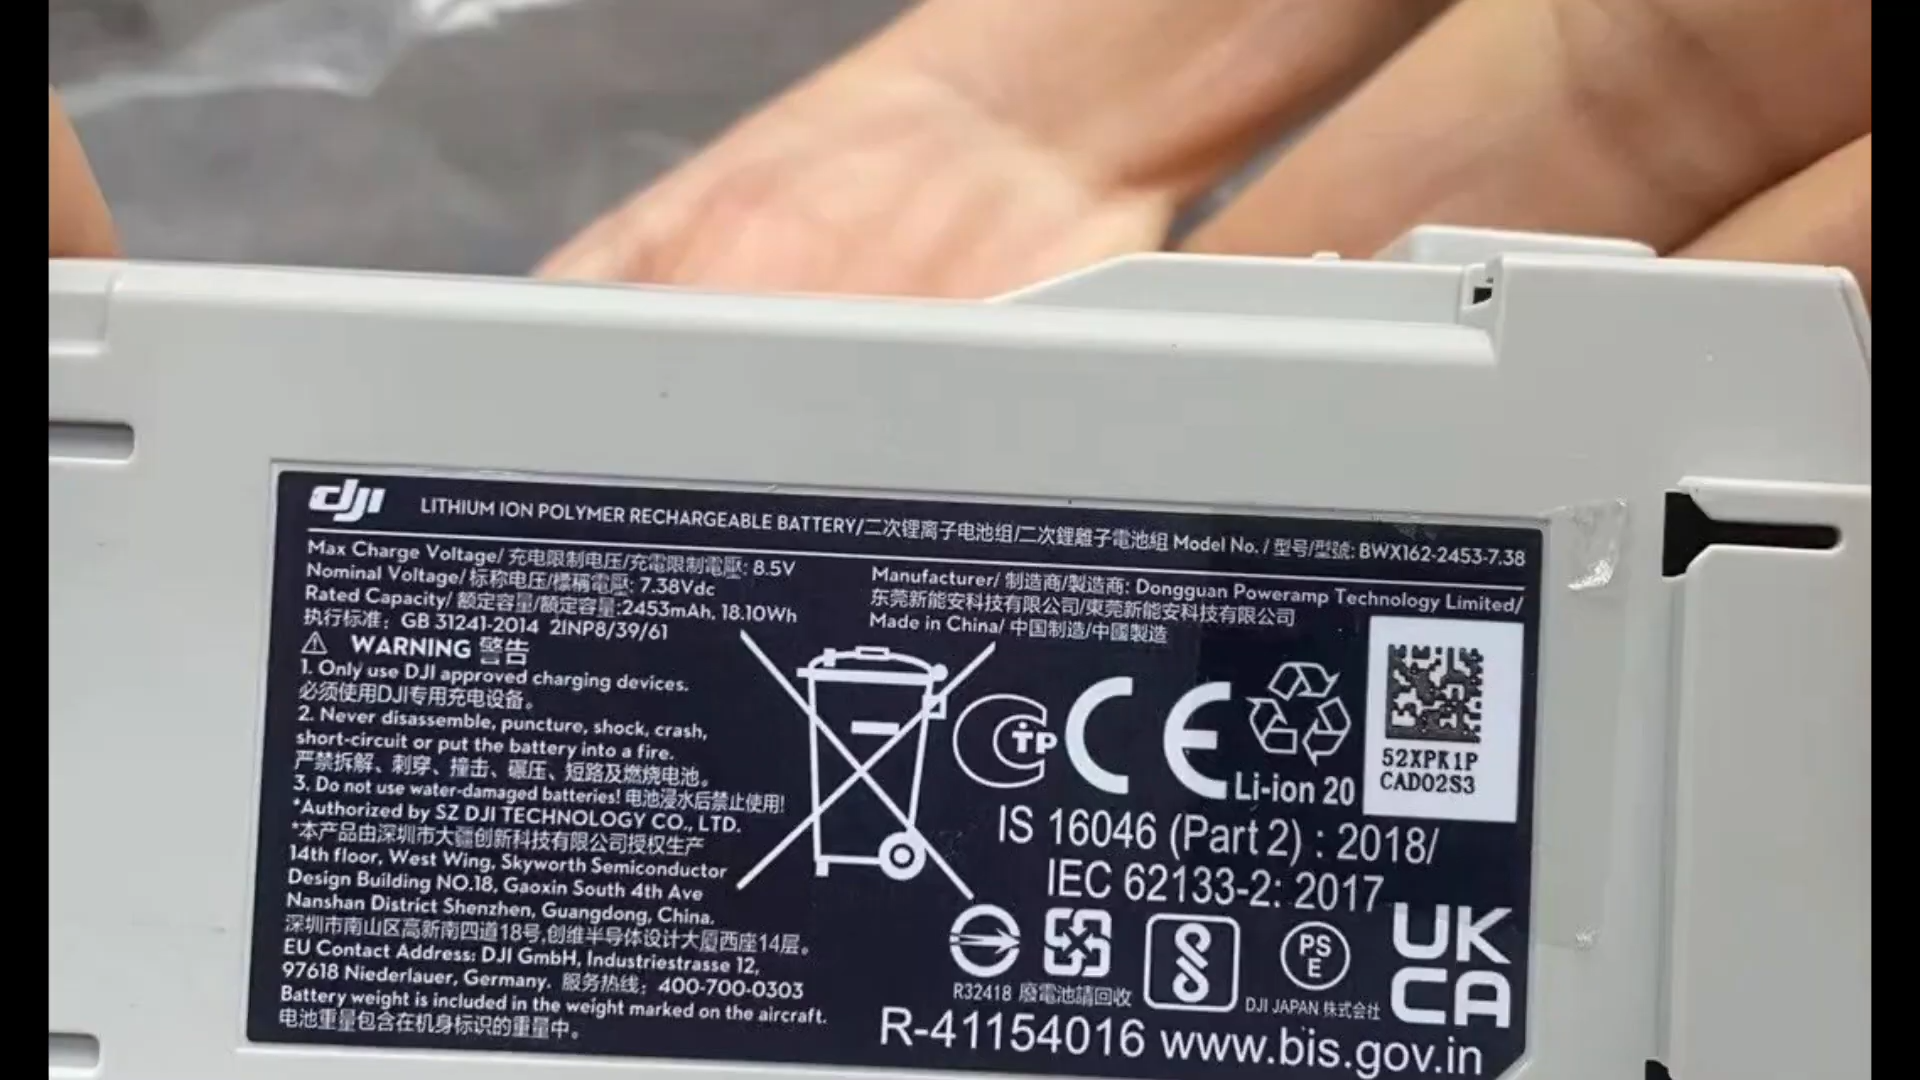 dji
LITHIUM ION POLYMER RECHARGEABLE BATTERY/二次锂离子电池组/二次鋰離子電池組 Model No. / 型号/型號: BWX162-2453-7.38
Max Charge Voltage/ 充电限制电压/充電限制電壓: 8.5V
Nominal Voltage/ 标称电压/標稱電壓: 7.38Vdc
Rated Capacity/ 额定容量/額定容量:2453mAh, 18.10Wh
执行标准: GB 31241-2014 2INP8/39/61
Manufacturer/ 制造商/製造商: Dongguan Poweramp Technology Limited/
东莞新能安科技有限公司/東莞新能安科技有限公司
Made in China/ 中国制造/中國製造
⚠ WARNING 警告
1. Only use DJI approved charging devices.
必须使用DJI专用充电设备。
2. Never disassemble, puncture, shock, crash,
short-circuit or put the battery into a fire.
严禁拆解、刺穿、撞击、碾压、短路及燃烧电池。
3. Do not use water-damaged batteries! 电池浸水后禁止使用!
*Authorized by SZ DJI TECHNOLOGY CO., LTD.
*本产品由深圳市大疆创新科技有限公司授权生产
14th floor, West Wing, Skyworth Semiconductor
Design Building NO.18, Gaoxin South 4th Ave
Nanshan District Shenzhen, Guangdong, China.
深圳市南山区高新南四道18号,创维半导体设计大厦西座14层。
EU Contact Address: DJI GmbH, Industriestrasse 12,
97618 Niederlauer, Germany. 服务热线: 400-700-0303
Battery weight is included in the weight marked on the aircraft.
电池重量包含在机身标识的重量中。
CTP
CE
Li-ion 20
52XPK1P
CAD02S3
IS 16046 (Part 2) : 2018/
IEC 62133-2: 2017
R32418 廢電池請回收
PS
E
DJI JAPAN 株式会社
UK
CA
R-41154016 www.bis.gov.in